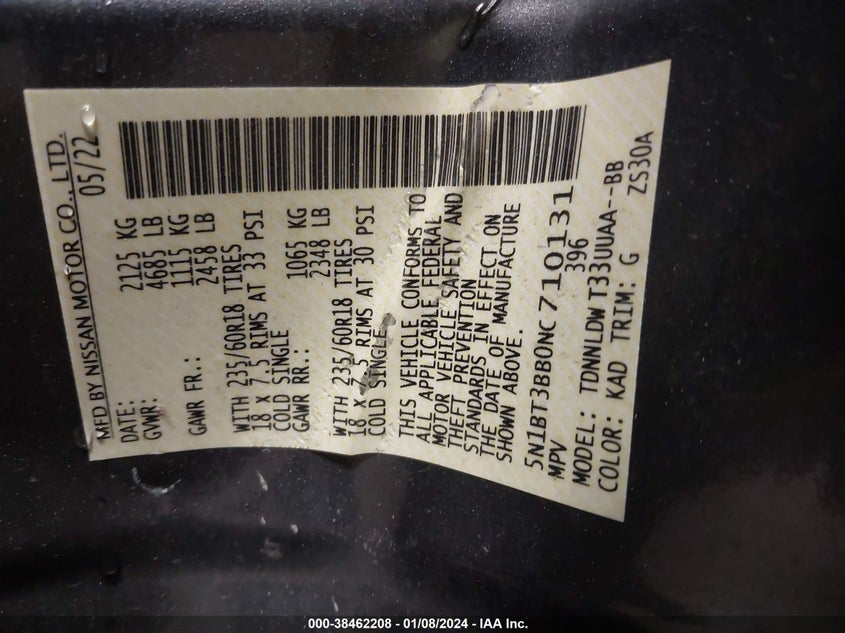 MFD BY NISSAN MOTOR CO., LTD.
DATE: 05/22
GVWR: 2125 KG
4685 LB
GAWR FR.: 1115 KG
2458 LB
WITH 235/60R18 TIRES
18 X 7.5 RIMS AT 33 PSI
COLD SINGLE
GAWR RR.: 1065 KG
2348 LB
WITH 235/60R18 TIRES
18 X 7.5 RIMS AT 30 PSI
COLD SINGLE
THIS VEHICLE CONFORMS TO
ALL APPLICABLE FEDERAL
MOTOR VEHICLE SAFETY AND
THEFT PREVENTION
STANDARDS IN EFFECT ON
THE DATE OF MANUFACTURE
SHOWN ABOVE.
5N1BT3BB0NC710131
MPV 396
MODEL: TDNNLDW T33UUAA--BB
COLOR: KAD TRIM: G ZS30A
000-38462208 - 01/08/2024 - IAA Inc.